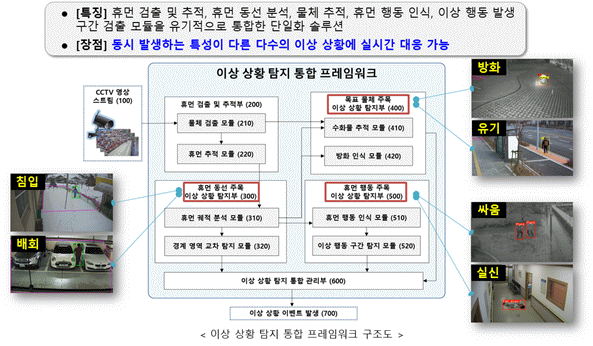 • [특징] 휴먼 검출 및 추적, 휴먼 동선 분석, 물체 추적, 휴먼 행동 인식, 이상 행동 발생
구간 검출 모듈을 유기적으로 통합한 단일화 솔루션
• [장점] 동시 발생하는 특성이 다른 다수의 이상 상황에 실시간 대응 가능
이상 상황 탐지 통합 프레임워크
CCTV 영상
스트림 (100)
휴먼 검출 및 추적부 (200)
물체 검출 모듈 (210)
휴먼 추적 모듈 (220)
목표 물체 주목
이상 상황 탐지부 (400)
수화물 추적 모듈 (410)
방화 인식 모듈 (420)
휴먼 동선 주목
이상 상황 탐지부 (300)
휴먼 궤적 분석 모듈 (310)
경계 영역 교차 탐지 모듈 (320)
휴먼 행동 주목
이상 상황 탐지부 (500)
휴먼 행동 인식 모듈 (510)
이상 행동 구간 탐지 모듈 (520)
이상 상황 탐지 통합 관리부 (600)
이상 상황 이벤트 발생 (700)
방화
유기
침입
배회
싸움
실신
< 이상 상황 탐지 통합 프레임워크 구조도 >